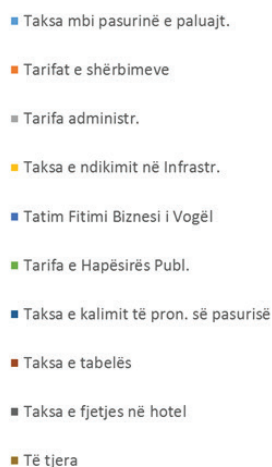 Taksa mbi pasurinë e paluajt.
Tarifat e shërbimeve
Tarifa administr.
Taksa e ndikimit në Infrastr.
Tatim Fitimi Biznesi i Vogël
Tarifa e Hapësirës Publ.
Taksa e kalimit të pron. së pasurisë
Taksa e tabelës
Taksa e fjetjes në hotel
Të tjera